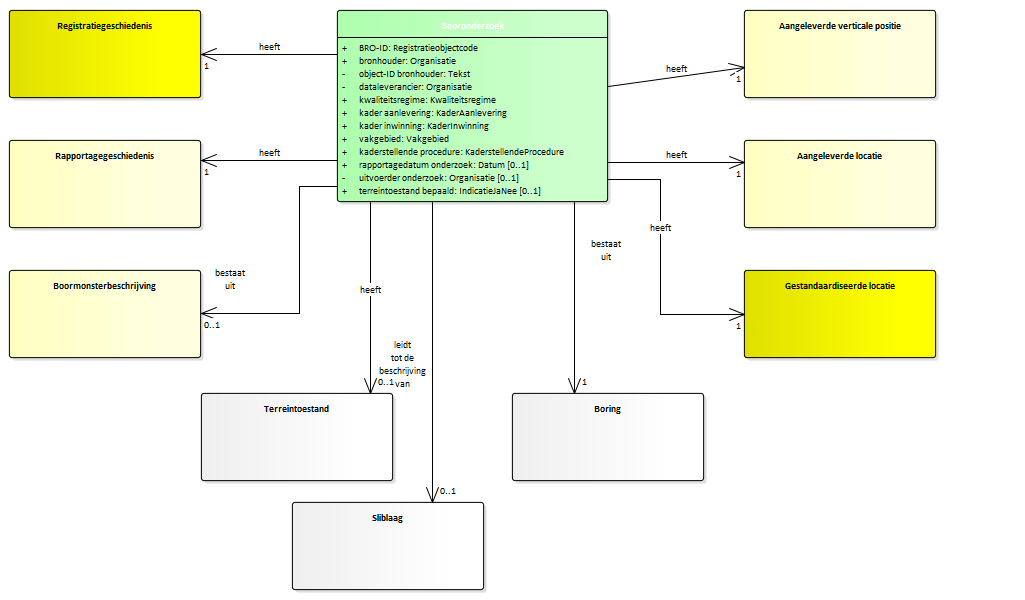 Registratiegeschiedenis
Booronderzoek
Aangeleverde verticale positie
+ BRO-ID: Registratieobjectcode
+ bronhouder: Organisatie
- object-ID bronhouder: Tekst
- dataleverancier: Organisatie
+ kwaliteitsregime: Kwaliteitsregime
+ kader aanlevering: KaderAanlevering
+ kader inwinning: KaderInwinning
+ vakgebied: Vakgebied
+ kaderstellende procedure: KaderstellendeProcedure
+ rapportagedatum onderzoek: Datum [0..1]
- uitvoerder onderzoek: Organisatie [0..1]
+ terreintoestand bepaald: IndicatieJaNee [0..1]
heeft
1
heeft
1
Rapportagegeschiedenis
heeft
1
Aangeleverde locatie
heeft
1
Boormonsterbeschrijving
bestaat
uit
0..1
heeft
0..1
leidt
tot de
beschrijving
van
0..1
bestaat
uit
1
heeft
1
Gestandaardiseerde locatie
Terreintoestand
Boring
Sliblaag